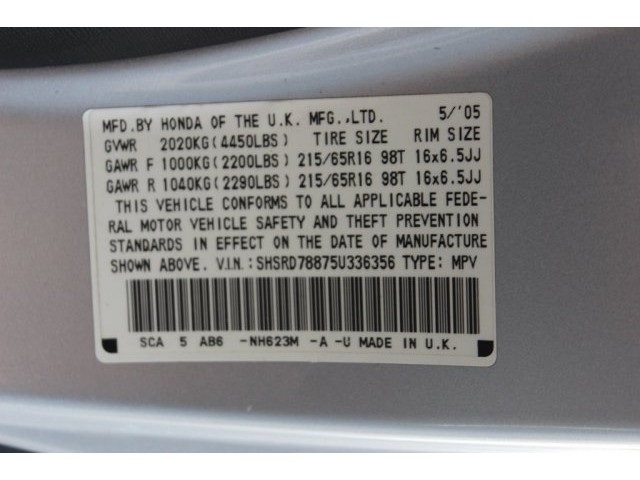 MFD.BY HONDA OF THE U.K. MFG.,LTD. 5/'05
GVWR 2020KG(4450LBS) TIRE SIZE RIM SIZE
GAWR F 1000KG(2200LBS) 215/65R16 98T 16x6.5JJ
GAWR R 1040KG(2290LBS) 215/65R16 98T 16x6.5JJ
THIS VEHICLE CONFORMS TO ALL APPLICABLE FEDE-
RAL MOTOR VEHICLE SAFETY AND THEFT PREVENTION
STANDARDS IN EFFECT ON THE DATE OF MANUFACTURE
SHOWN ABOVE. V.I.N.:SHSRD78875U336356 TYPE: MPV
SCA 5 AB6 -NH623M -A -U MADE IN U.K.